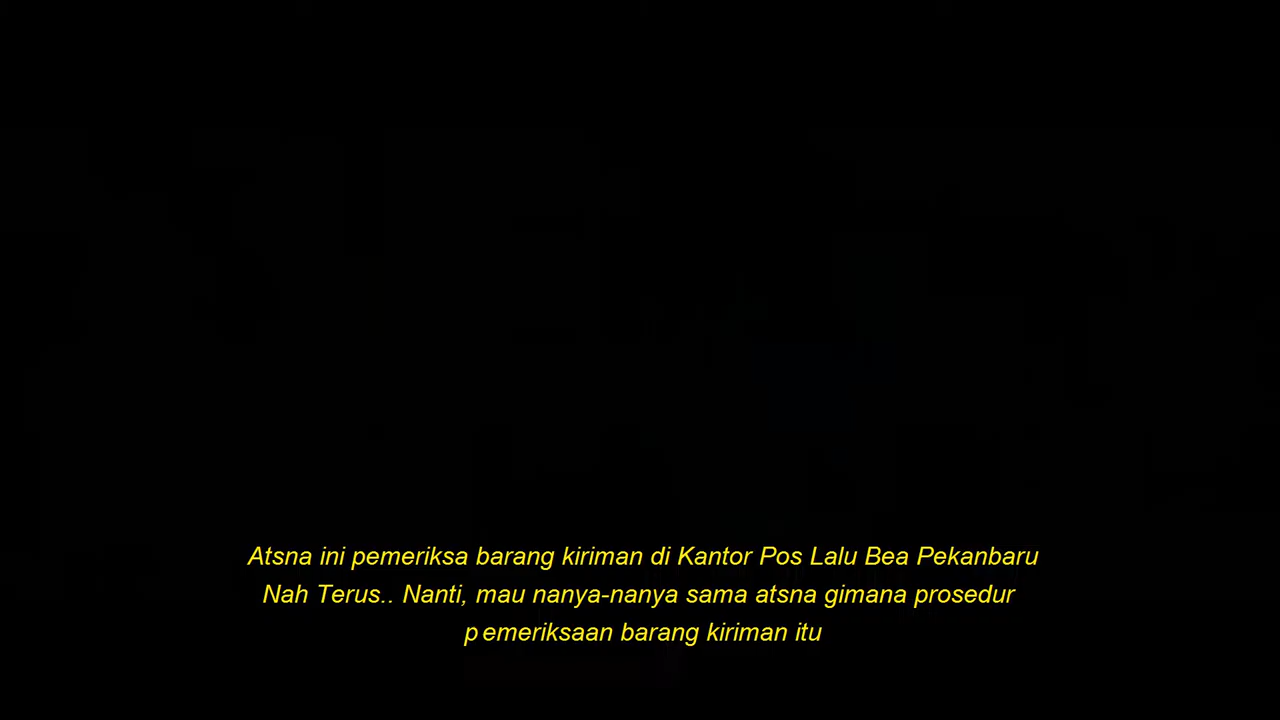 Atsna ini pemeriksa barang kiriman di Kantor Pos Lalu Bea Pekanbaru
Nah Terus.. Nanti, mau nanya-nanya sama atsna gimana prosedur
pemeriksaan barang kiriman itu